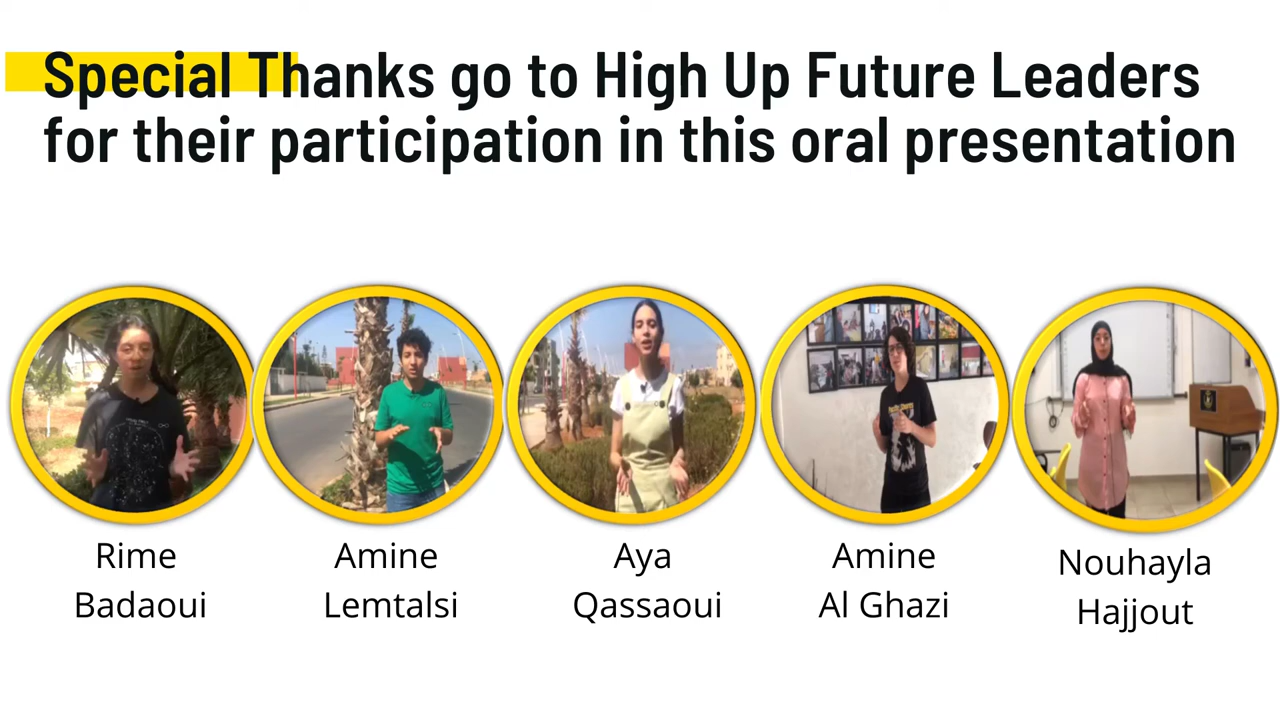 Special Thanks go to High Up Future Leaders
for their participation in this oral presentation
Rime
Badaoui
Amine
Lemtalsi
Aya
Qassaoui
Amine
Al Ghazi
Nouhayla
Hajjout